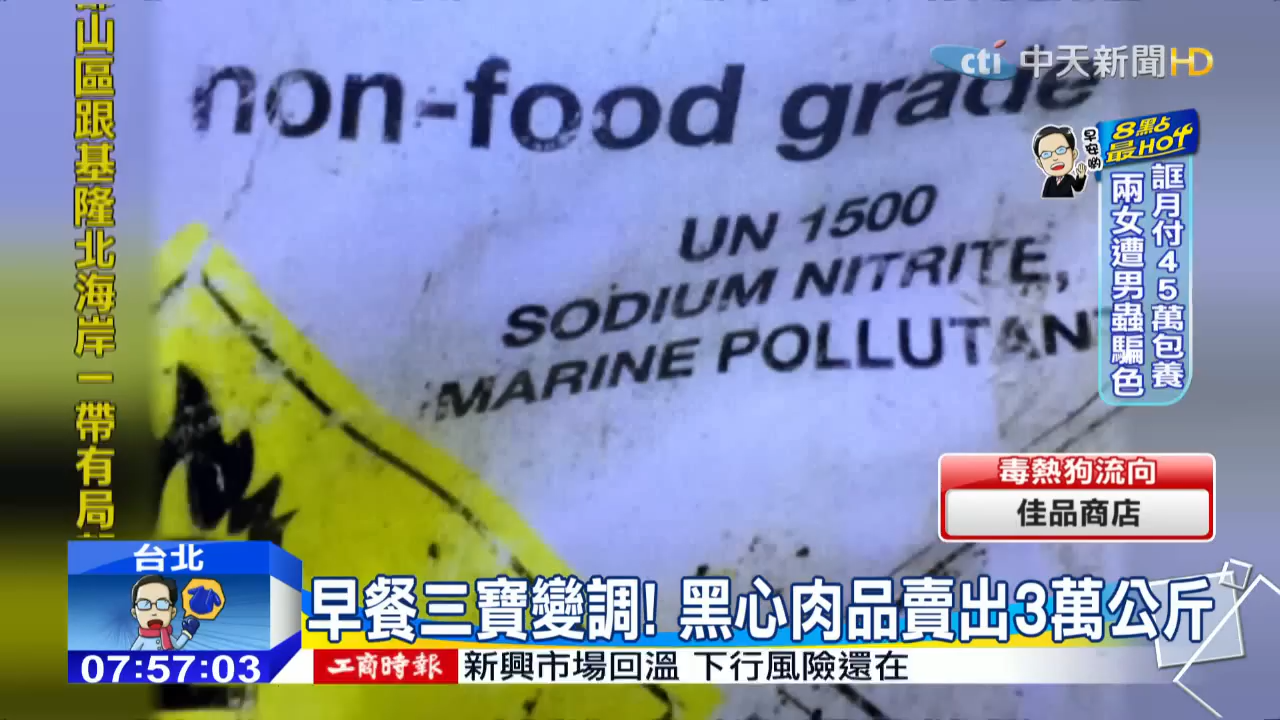 山區跟基隆北海岸一帶有局
non-food grade
UN 1500
SODIUM NITRITE,
MARINE POLLUTAN
cti 中天新聞HD
早安喲
8點
最HOT
誆月付45萬包養
兩女遭男蟲騙色
毒熱狗流向
佳品商店
台北
07:57:03
早餐三寶變調! 黑心肉品賣出3萬公斤
工商時報 新興市場回溫 下行風險還在